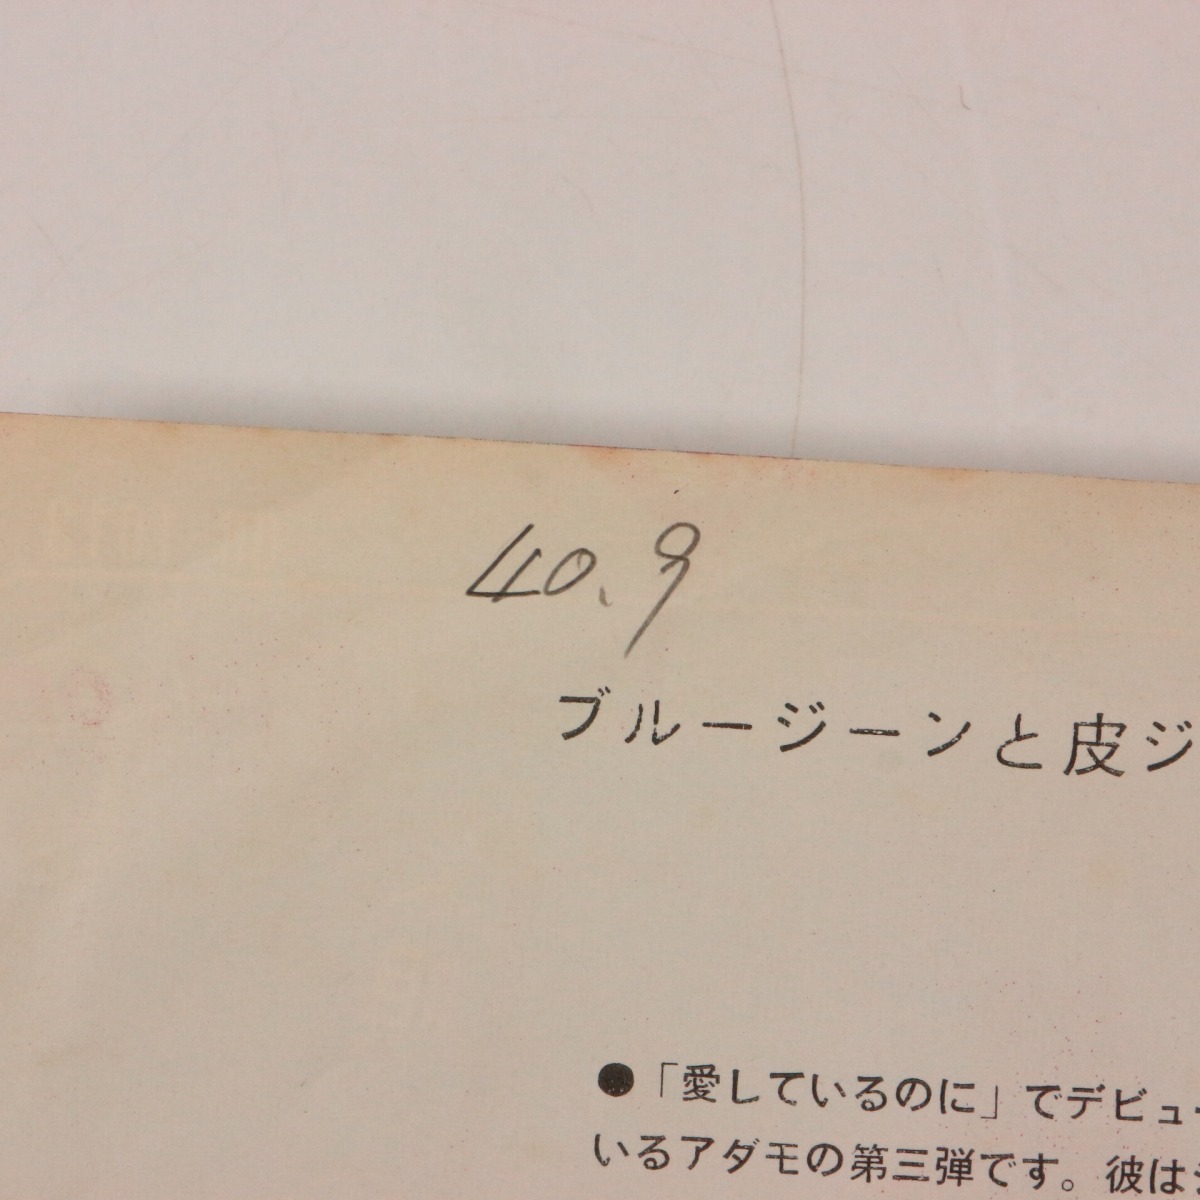 40.9
ブルージーンと皮ジ
●「愛しているのに」でデビュー
いるアダモの第三弾です。彼は